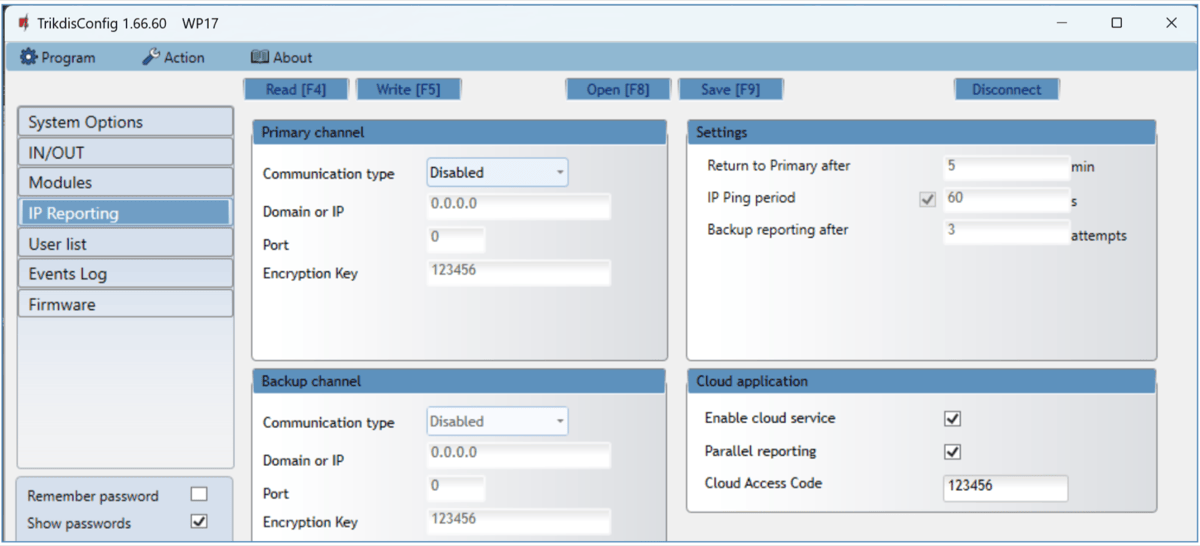 TrikdisConfig 1.66.60 WP17
Program Action About
Read [F4] Write [F5] Open [F8] Save [F9] Disconnect
System Options
IN/OUT
Modules
IP Reporting
User list
Events Log
Firmware
Remember password
Show passwords
Primary channel
Communication type Disabled
Domain or IP 0.0.0.0
Port 0
Encryption Key 123456
Backup channel
Communication type Disabled
Domain or IP 0.0.0.0
Port 0
Encryption Key 123456
Settings
Return to Primary after 5 min
IP Ping period 60 s
Backup reporting after 3 attempts
Cloud application
Enable cloud service
Parallel reporting
Cloud Access Code 123456